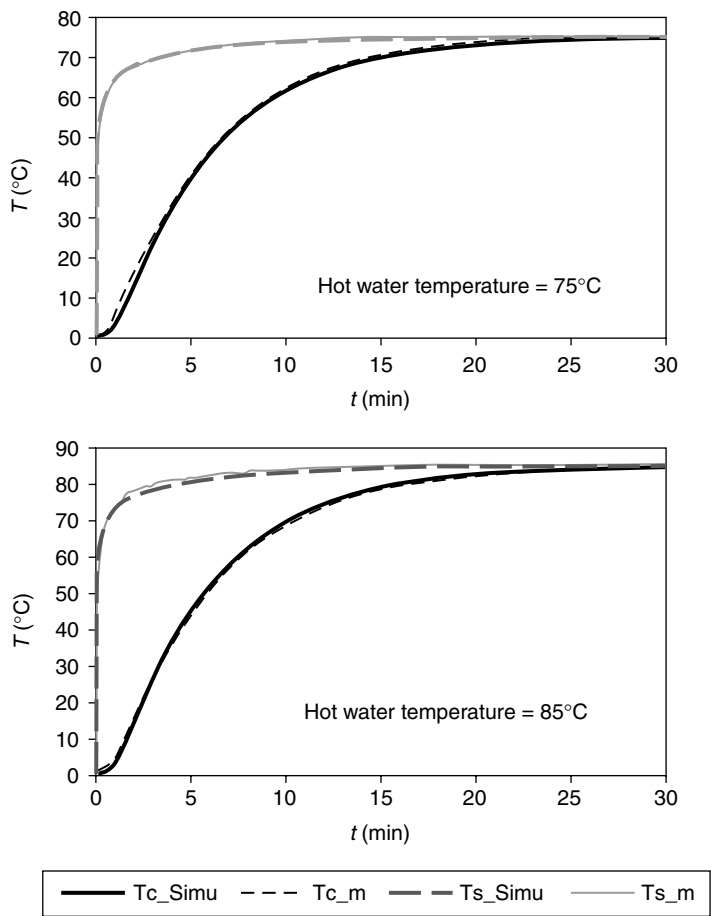 80
70
60
50
40
30
20
10
0
T (°C)
Hot water temperature = 75°C
0 5 10 15 20 25 30
t (min)
90
80
70
60
50
40
30
20
10
0
T (°C)
Hot water temperature = 85°C
0 5 10 15 20 25 30
t (min)
Tc_Simu Tc_m Ts_Simu Ts_m